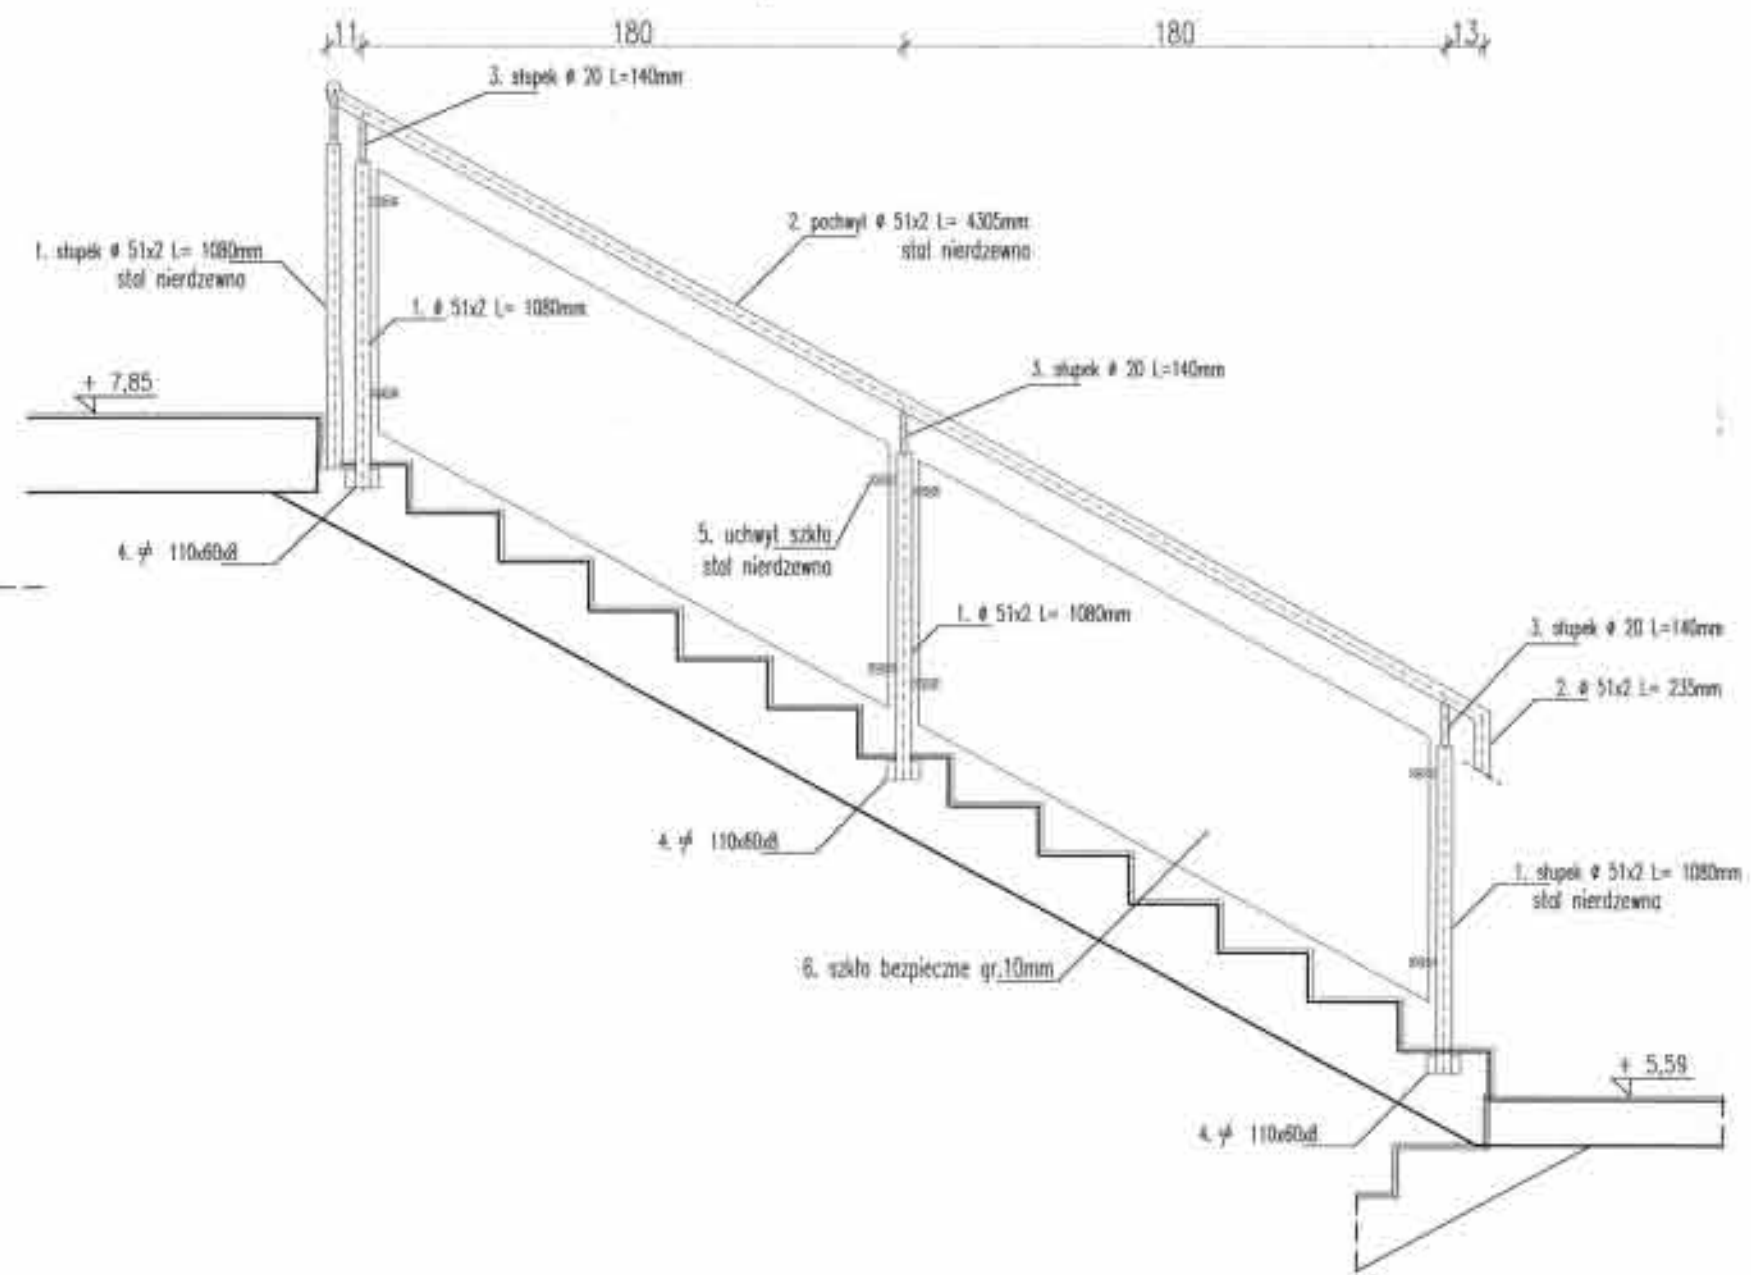 11 180 180 13
3. słupek ø 20 L=140mm
2. pochwyt ø 51x2 L= 4305mm
stal nierdzewna
1. słupek ø 51x2 L= 1080mm
stal nierdzewna
1. ø 51x2 L= 1080mm
3. słupek ø 20 L=140mm
+ 7,85
5. uchwyt szkła
stal nierdzewna
4. 110x60x8
1. ø 51x2 L= 1080mm
3. słupek ø 20 L=140mm
2. ø 51x2 L= 235mm
4. 110x60x8
1. słupek ø 51x2 L= 1080mm
stal nierdzewna
6. szkło bezpieczne gr.10mm
+ 5,59
4. 110x60x8